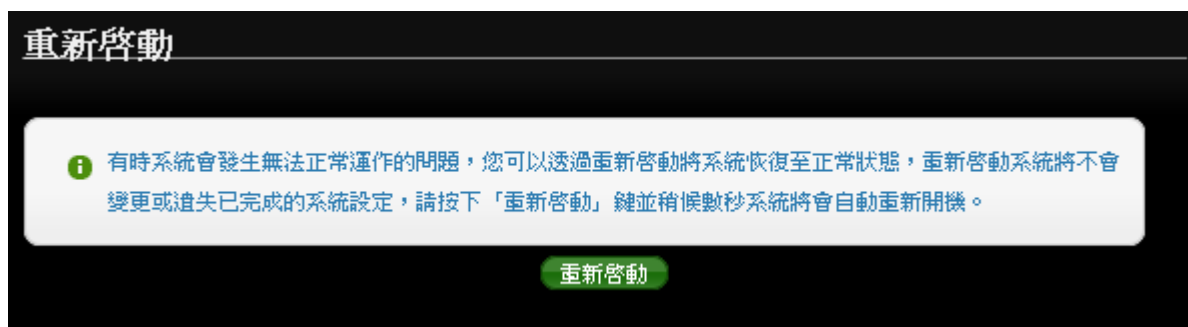 重新啓動
有時系統會發生無法正常運作的問題，您可以透過重新啓動將系統恢復至正常狀態，重新啓動系統將不會
變更或遺失已完成的系統設定，請按下「重新啓動」鍵並稍候數秒系統將會自動重新開機。
重新啓動